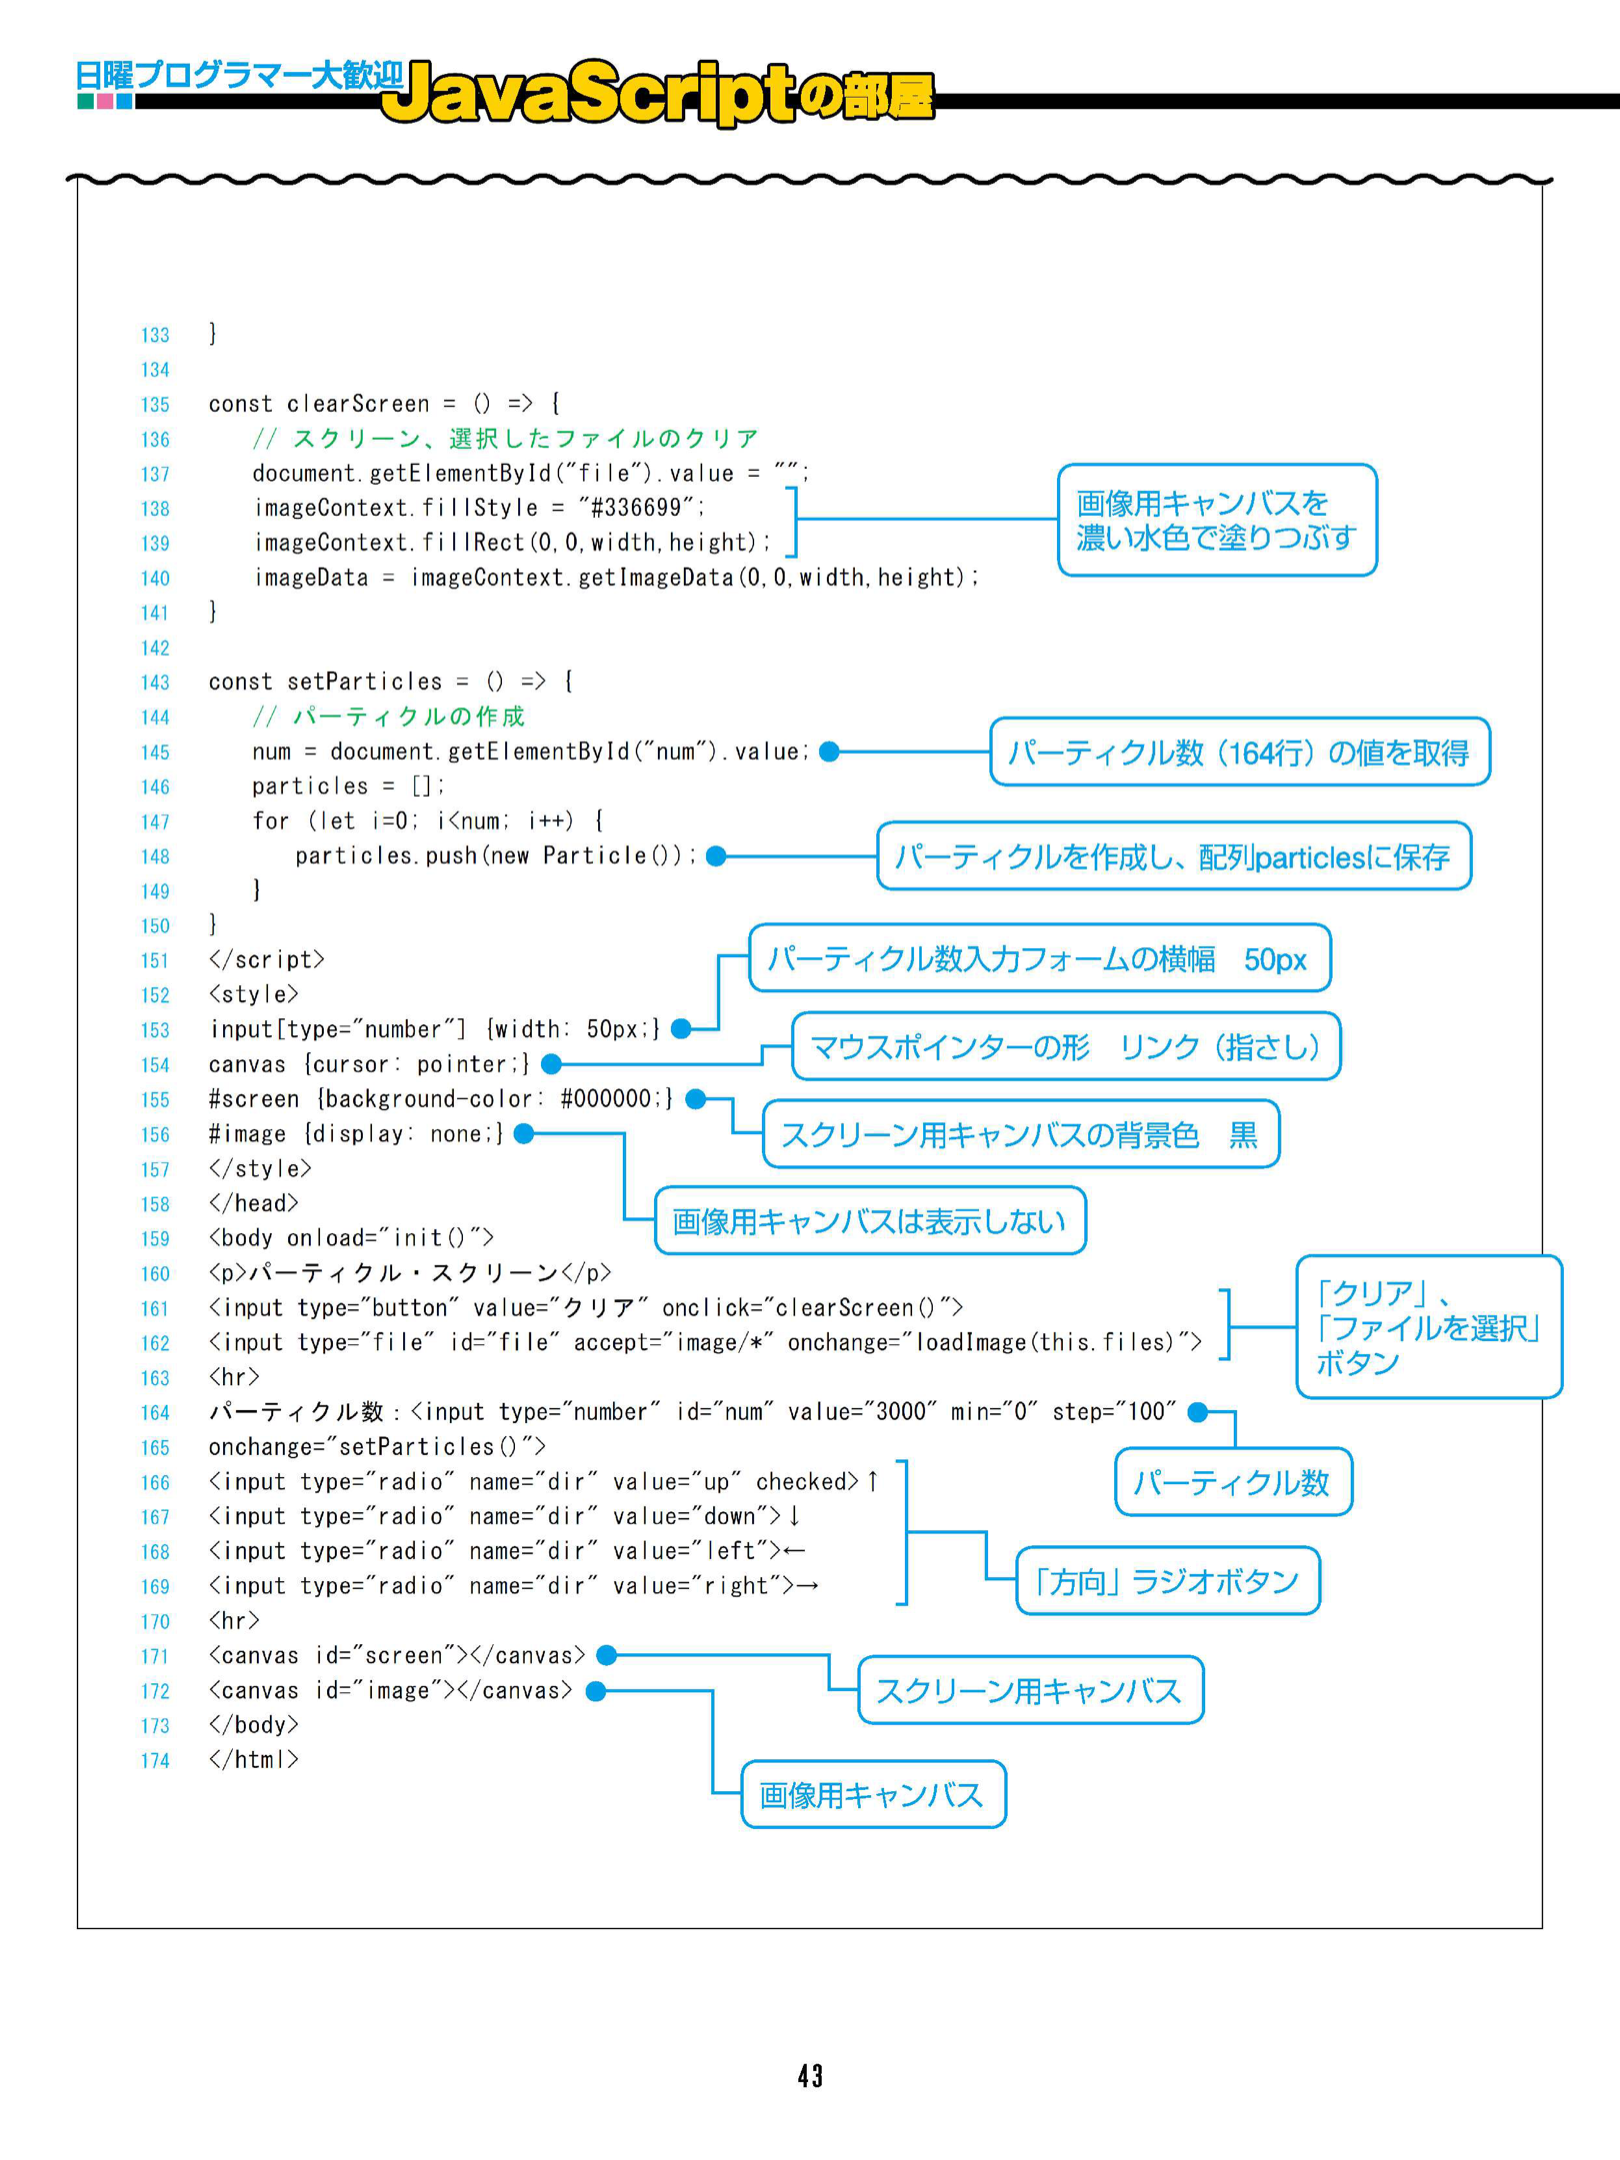 日曜プログラマー大歓迎
JavaScriptの部屋
133 }
134
135 const clearScreen = () => {
136 // スクリーン、選択したファイルのクリア
137 document.getElementById("file").value = "";
138 imageContext.fillStyle = "#336699";
139 imageContext.fillRect(0,0,width,height);
画像用キャンバスを
濃い水色で塗りつぶす
140 imageData = imageContext.getImageData(0,0,width,height);
141 }
142
143 const setParticles = () => {
144 // パーティクルの作成
145 num = document.getElementById("num").value;
パーティクル数（164行）の値を取得
146 particles = [];
147 for (let i=0; i<num; i++) {
148 particles.push(new Particle());
パーティクルを作成し、配列particlesに保存
149 }
150 }
151 </script>
パーティクル数入力フォームの横幅　50px
152 <style>
153 input[type="number"] {width: 50px;}
マウスポインターの形　リンク（指さし）
154 canvas {cursor: pointer;}
155 #screen {background-color: #000000;}
スクリーン用キャンバスの背景色　黒
156 #image {display: none;}
157 </style>
158 </head>
画像用キャンバスは表示しない
159 <body onload="init()">
160 <p>パーティクル・スクリーン</p>
161 <input type="button" value="クリア" onclick="clearScreen()">
162 <input type="file" id="file" accept="image/*" onchange="loadImage(this.files)">
「クリア」、
「ファイルを選択」
ボタン
163 <hr>
164 パーティクル数：<input type="number" id="num" value="3000" min="0" step="100"
165 onchange="setParticles()">
パーティクル数
166 <input type="radio" name="dir" value="up" checked>↑
167 <input type="radio" name="dir" value="down">↓
168 <input type="radio" name="dir" value="left">←
169 <input type="radio" name="dir" value="right">→
「方向」ラジオボタン
170 <hr>
171 <canvas id="screen"></canvas>
スクリーン用キャンバス
172 <canvas id="image"></canvas>
173 </body>
174 </html>
画像用キャンバス
43